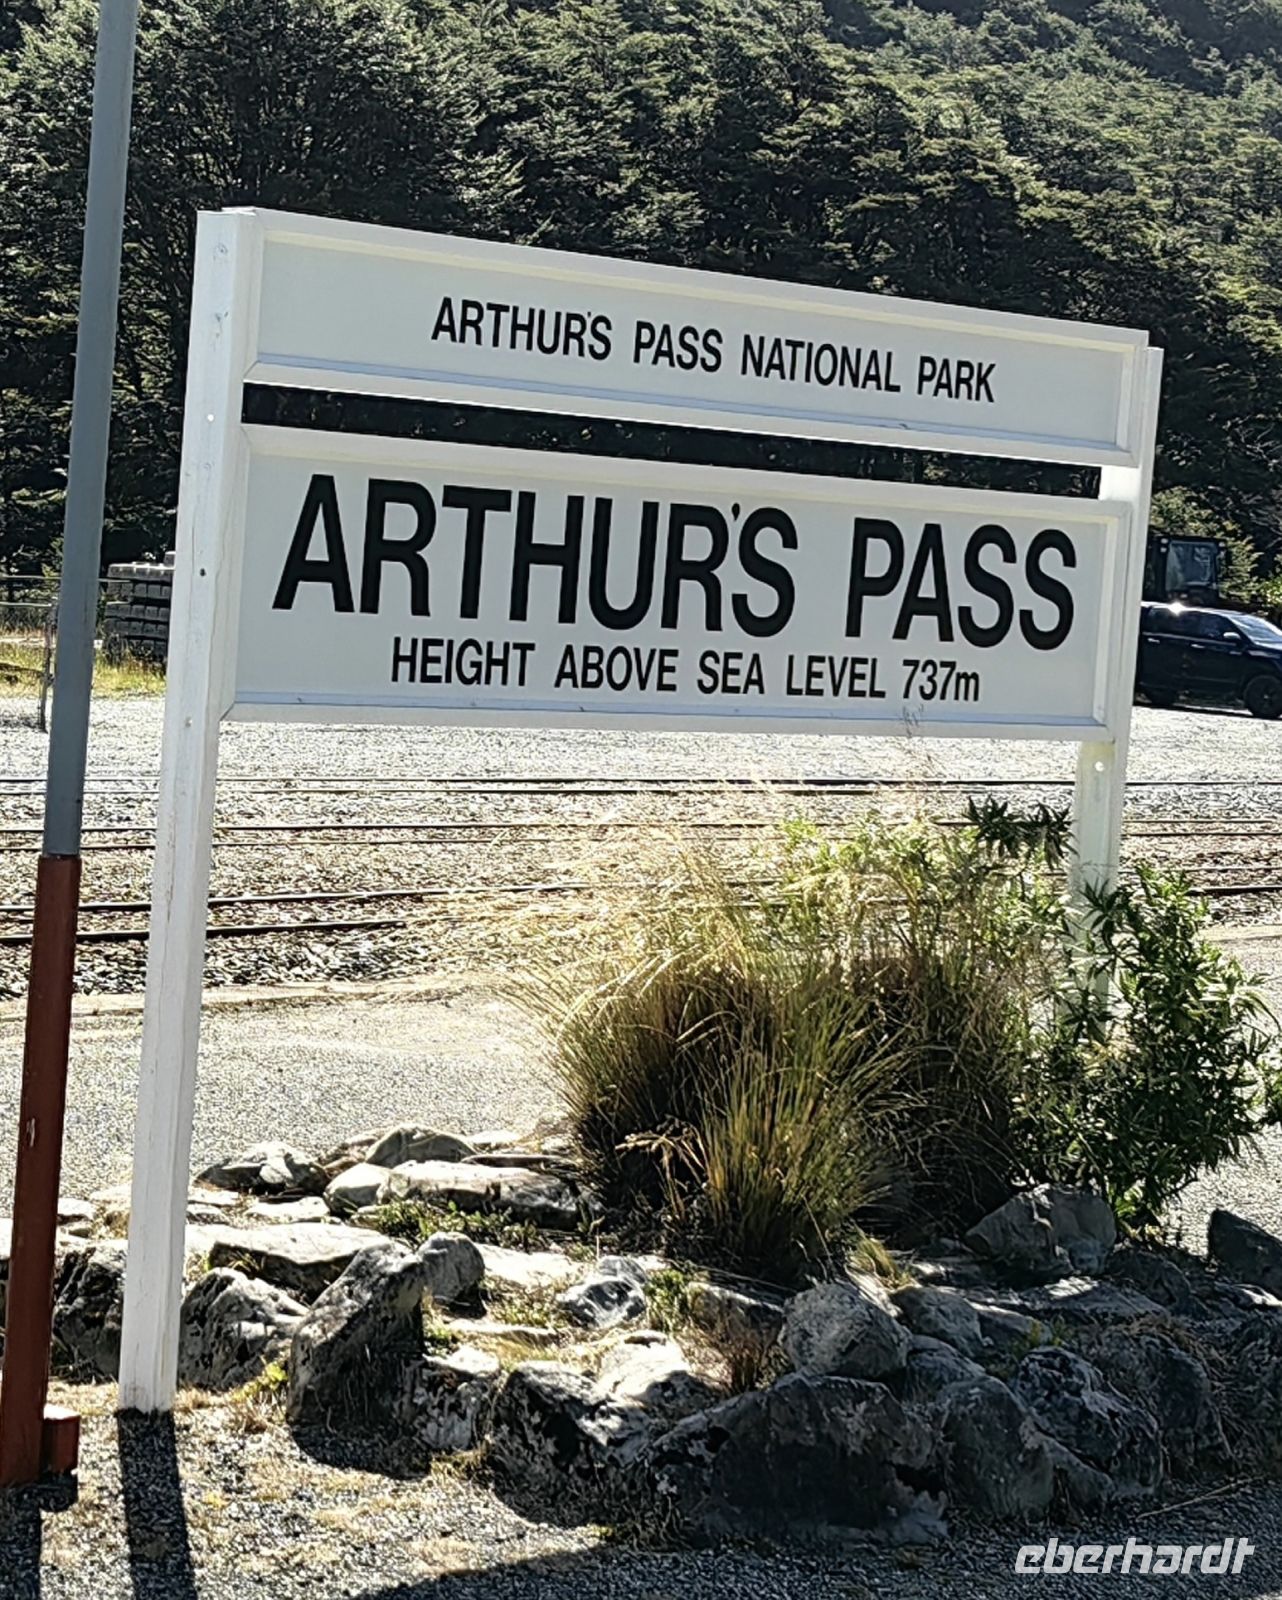 ARTHUR'S PASS NATIONAL PARK
ARTHUR'S PASS
HEIGHT ABOVE SEA LEVEL 737m
eberhardt